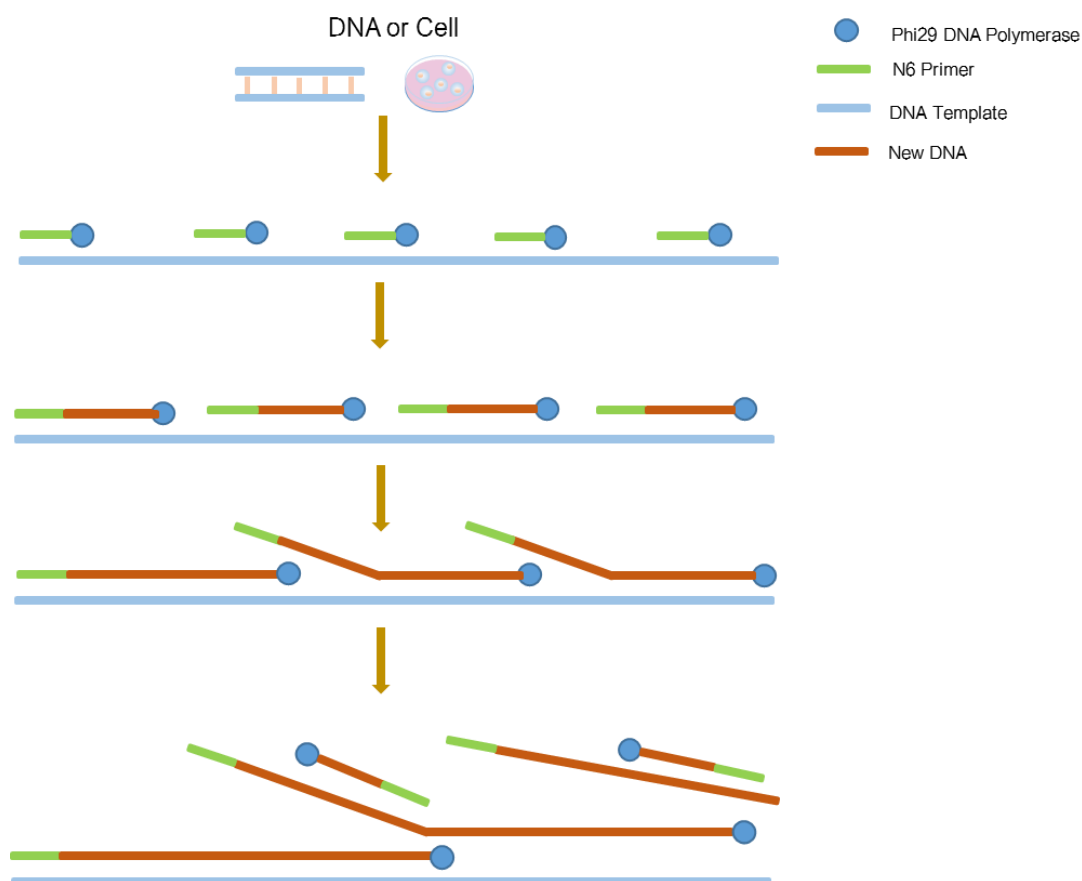 DNA or Cell
Phi29 DNA Polymerase
N6 Primer
DNA Template
New DNA